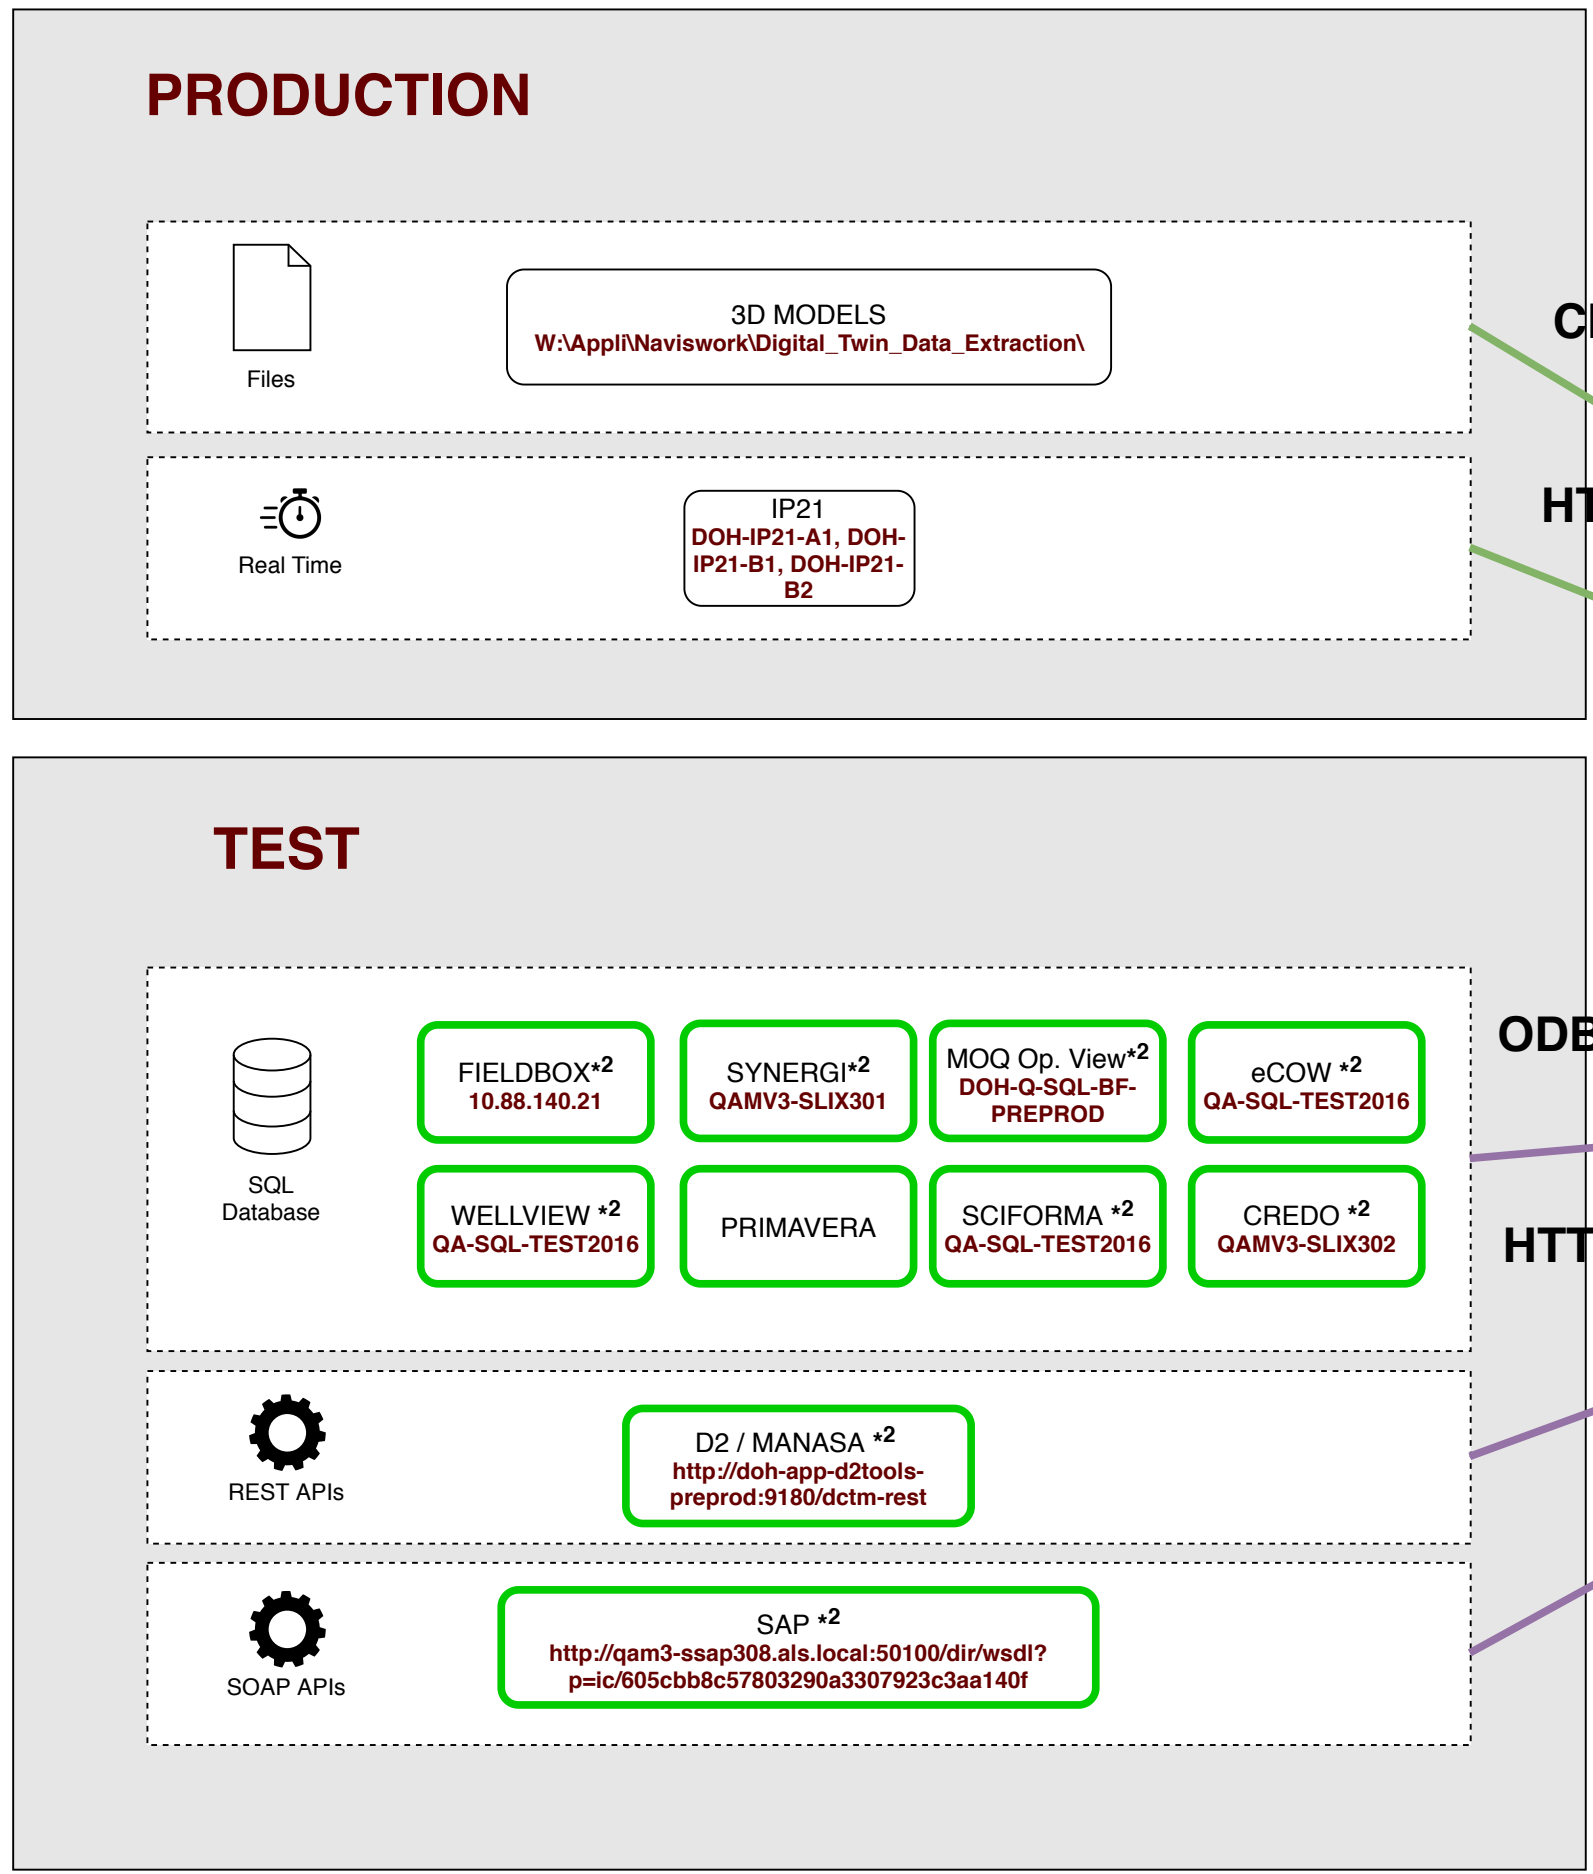 PRODUCTION
Files
3D MODELS
W:\Appli\Naviswork\Digital_Twin_Data_Extraction\
Real Time
IP21
DOH-IP21-A1, DOH-
IP21-B1, DOH-IP21-
B2
HT
TEST
SQL
Database
FIELDBOX*2
10.88.140.21
SYNERGI*2
QAMV3-SLIX301
MOQ Op. View*2
DOH-Q-SQL-BF-
PREPROD
eCOW *2
QA-SQL-TEST2016
ODB
WELLVIEW *2
QA-SQL-TEST2016
PRIMAVERA
SCIFORMA *2
QA-SQL-TEST2016
CREDO *2
QAMV3-SLIX302
HTT
REST APIs
D2 / MANASA *2
http://doh-app-d2tools-
preprod:9180/dctm-rest
SOAP APIs
SAP *2
http://qam3-ssap308.als.local:50100/dir/wsdl?
p=ic/605cbb8c57803290a3307923c3aa140f